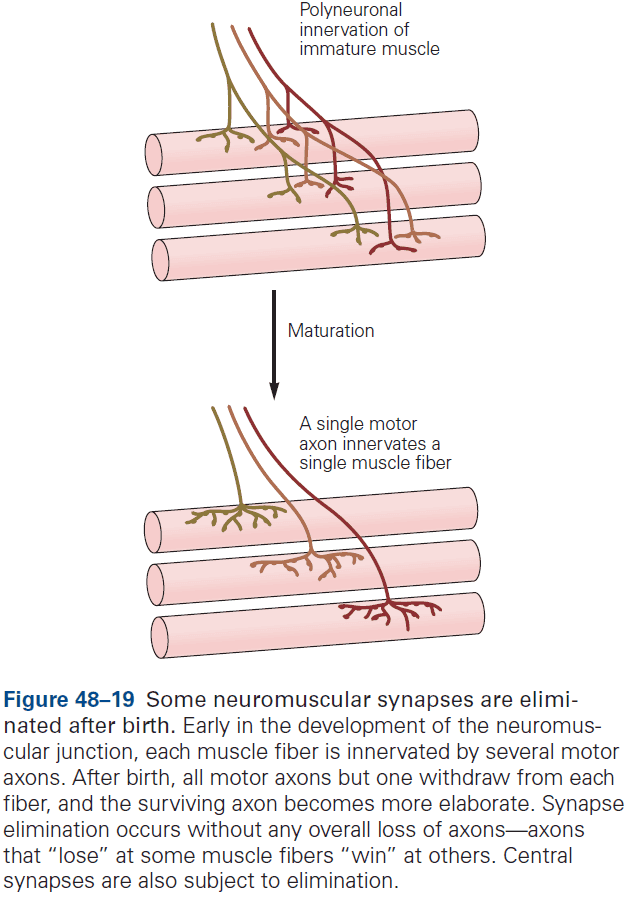 Polyneuronal
innervation of
immature muscle
Maturation
A single motor
axon innervates a
single muscle fiber
Figure 48–19 Some neuromuscular synapses are elimi-
nated after birth. Early in the development of the neuromus-
cular junction, each muscle fiber is innervated by several motor
axons. After birth, all motor axons but one withdraw from each
fiber, and the surviving axon becomes more elaborate. Synapse
elimination occurs without any overall loss of axons—axons
that “lose” at some muscle fibers “win” at others. Central
synapses are also subject to elimination.